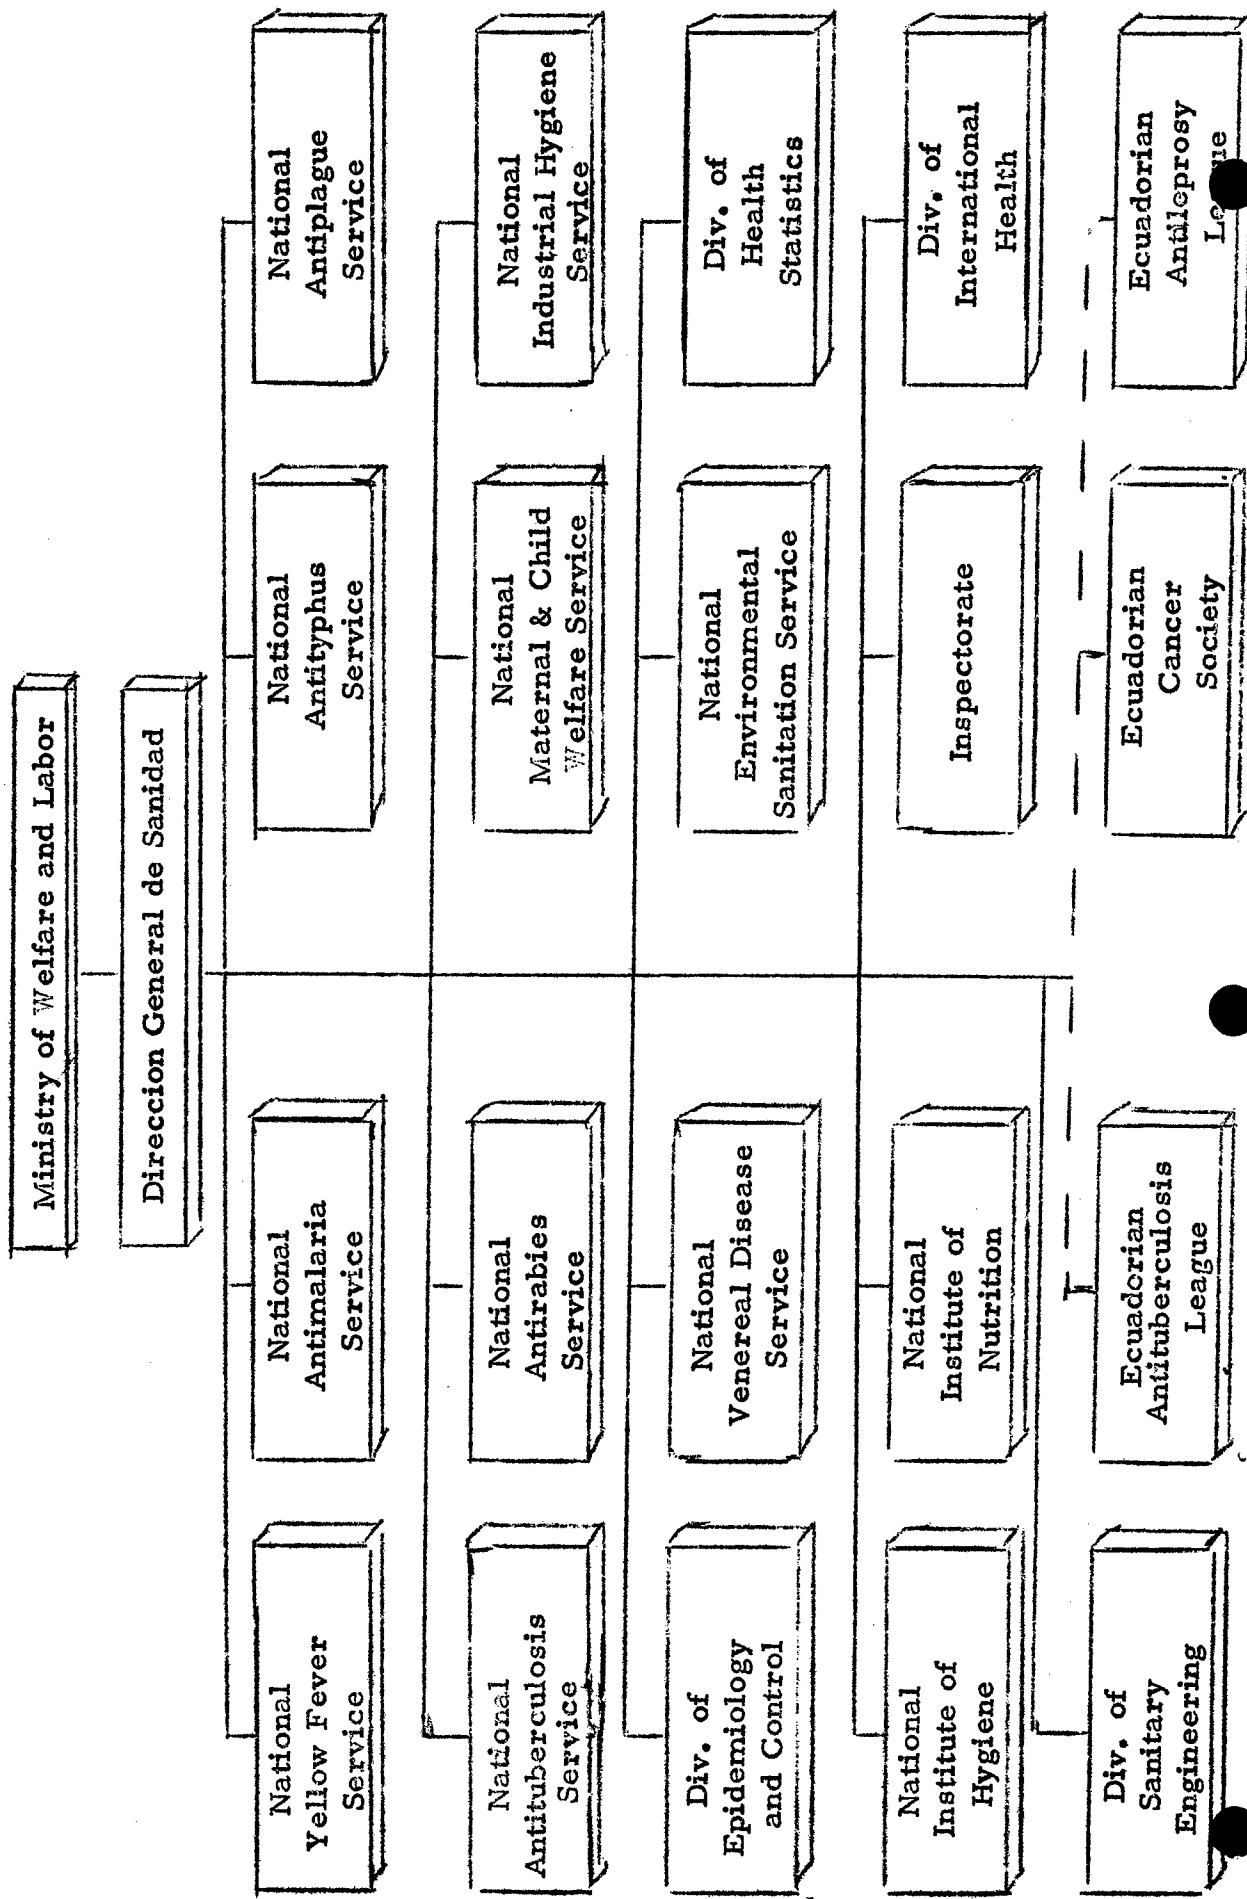 Ministry of Welfare and Labor
Direccion General de Sanidad
National
Yellow Fever
Service
National
Antimalaria
Service
National
Antityphus
Service
National
Antiplague
Service
National
Antituberculosis
Service
National
Antirabies
Service
National
Maternal & Child
Welfare Service
National
Industrial Hygiene
Service
Div. of
Epidemiology
and Control
National
Venereal Disease
Service
National
Environmental
Sanitation Service
Div. of
Health
Statistics
National
Institute of
Hygiene
National
Institute of
Nutrition
Inspectorate
Div. of
International
Health
Div. of
Sanitary
Engineering
Ecuadorian
Antituberculosis
League
Ecuadorian
Cancer
Society
Ecuadorian
Antileprosy